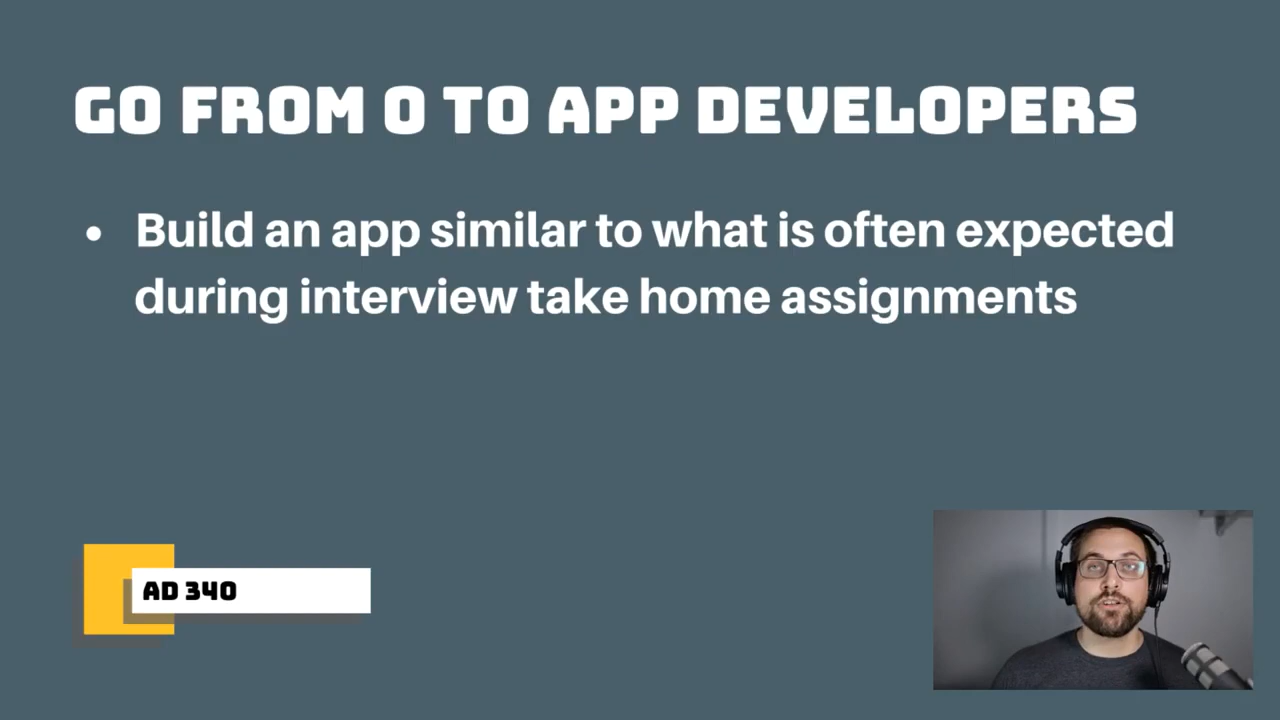 GO FROM 0 TO APP DEVELOPERS
• Build an app similar to what is often expected
during interview take home assignments
AD 340